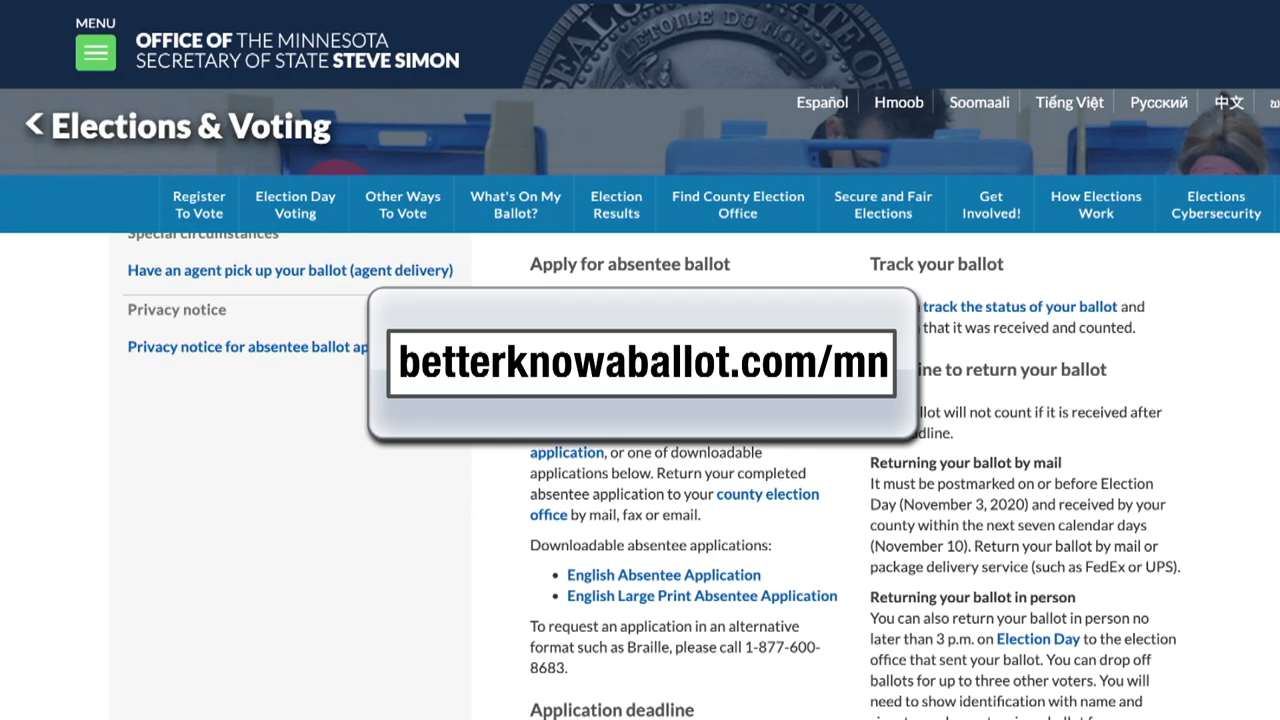 MENU
OFFICE OF THE MINNESOTA
SECRETARY OF STATE STEVE SIMON
ETOILE DU NORD
Español
Hmoob
Soomaali
Tiếng Việt
Русский
中文
< Elections & Voting
Register
To Vote
Election Day
Voting
Other Ways
To Vote
What's On My
Ballot?
Election
Results
Find County Election
Office
Secure and Fair
Elections
Get
Involved!
How Elections
Work
Elections
Cybersecurity
Special circumstances
Have an agent pick up your ballot (agent delivery)
Privacy notice
Privacy notice for absentee ballot ap
betterknowaballot.com/mn
Apply for absentee ballot
application, or one of downloadable
applications below. Return your completed
absentee application to your county election
office by mail, fax or email.
Downloadable absentee applications:
• English Absentee Application
• English Large Print Absentee Application
To request an application in an alternative
format such as Braille, please call 1-877-600-
8683.
Application deadline
Track your ballot
track the status of your ballot and
that it was received and counted.
ine to return your ballot
llot will not count if it is received after
dline.
Returning your ballot by mail
It must be postmarked on or before Election
Day (November 3, 2020) and received by your
county within the next seven calendar days
(November 10). Return your ballot by mail or
package delivery service (such as FedEx or UPS).
Returning your ballot in person
You can also return your ballot in person no
later than 3 p.m. on Election Day to the election
office that sent your ballot. You can drop off
ballots for up to three other voters. You will
need to show identification with name and